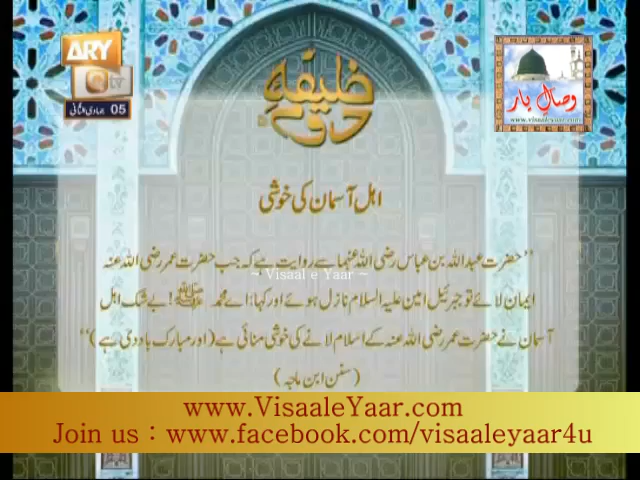 ARY
Q tv
05 جمادی الثانی
وصال یار
www.visaaleyaar.com
خلیفہ دوم
اہل آسمان کی خوشی
’’حضرت عبداللہ بن عباس رضی اللہ عنہما سے روایت ہے کہ جب حضرت عمر رضی اللہ عنہ
~ Visaal e Yaar ~
ایمان لائے تو جبرئیل امین علیہ السلام نازل ہوئے اور کہا: اے محمد ﷺ! بے شک اہل
آسمان نے حضرت عمر رضی اللہ عنہ کے اسلام لانے کی خوشی منائی ہے (اور مبارک باد دی ہے)‘‘
(سنن ابن ماجہ)
www.VisaaleYaar.com
Join us : www.facebook.com/visaaleyaar4u